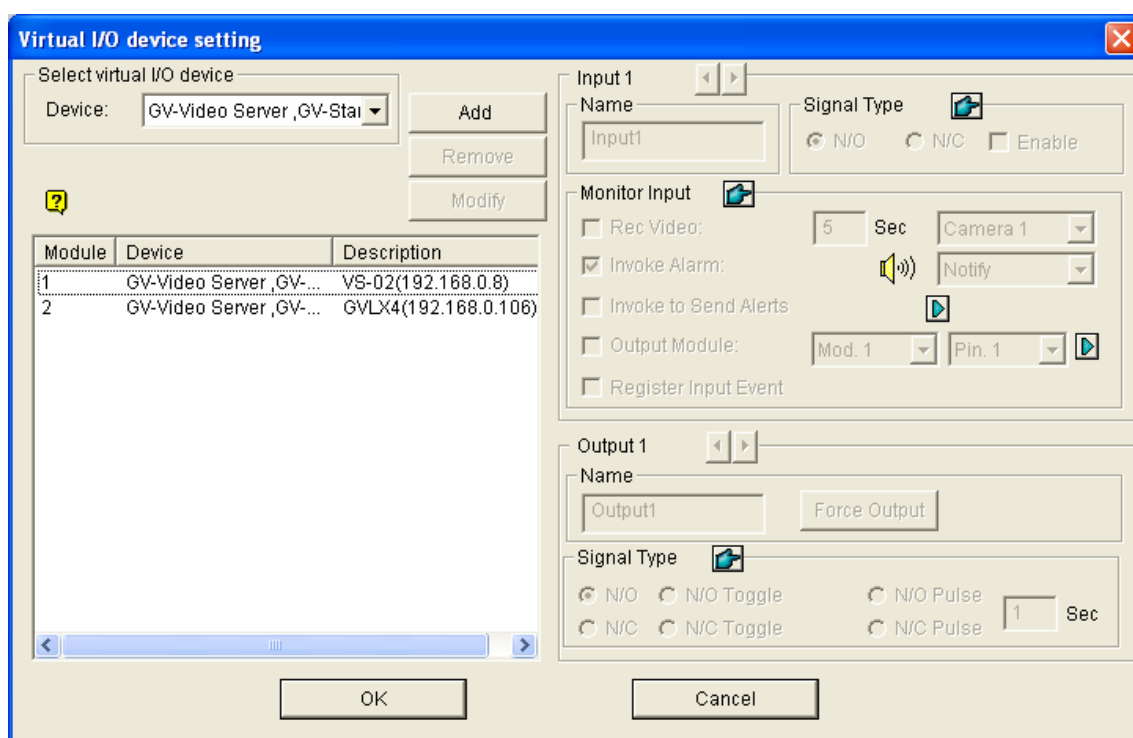 Virtual I/O device setting
Select virtual I/O device
Device:
GV-Video Server ,GV-Star
Add
Remove
Modify
?
Module Device Description
1 GV-Video Server ,GV-... VS-02(192.168.0.8)
2 GV-Video Server ,GV-... GVLX4(192.168.0.106)
Input 1
Name
Input1
Signal Type
N/O N/C Enable
Monitor Input
Rec Video: 5 Sec Camera 1
Invoke Alarm: Notify
Invoke to Send Alerts
Output Module: Mod. 1 Pin. 1
Register Input Event
Output 1
Name
Output1 Force Output
Signal Type
N/O N/O Toggle N/O Pulse
1 Sec
N/C N/C Toggle N/C Pulse
OK Cancel